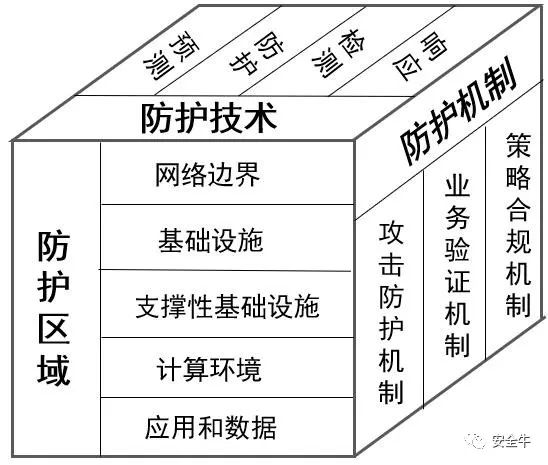 预测
防护
检测
响应
防护技术
防护机制
防护区域
网络边界
基础设施
支撑性基础设施
计算环境
应用和数据
攻击防护机制
业务验证机制
策略合规机制
安全牛